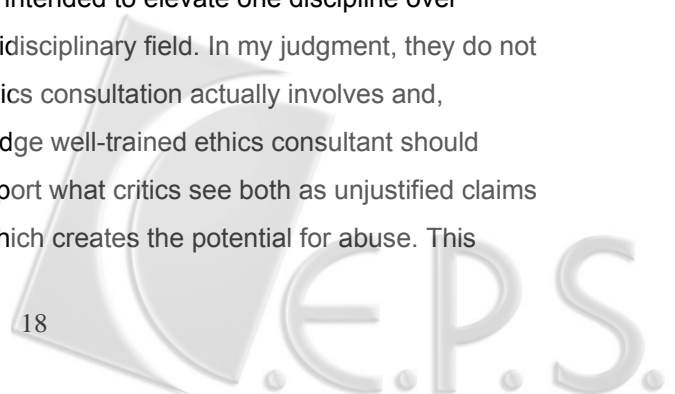 intended to elevate one discipline over
idisciplinary field. In my judgment, they do not
ics consultation actually involves and,
dge well-trained ethics consultant should
port what critics see both as unjustified claims
hich creates the potential for abuse. This
18
C.E.P.S.